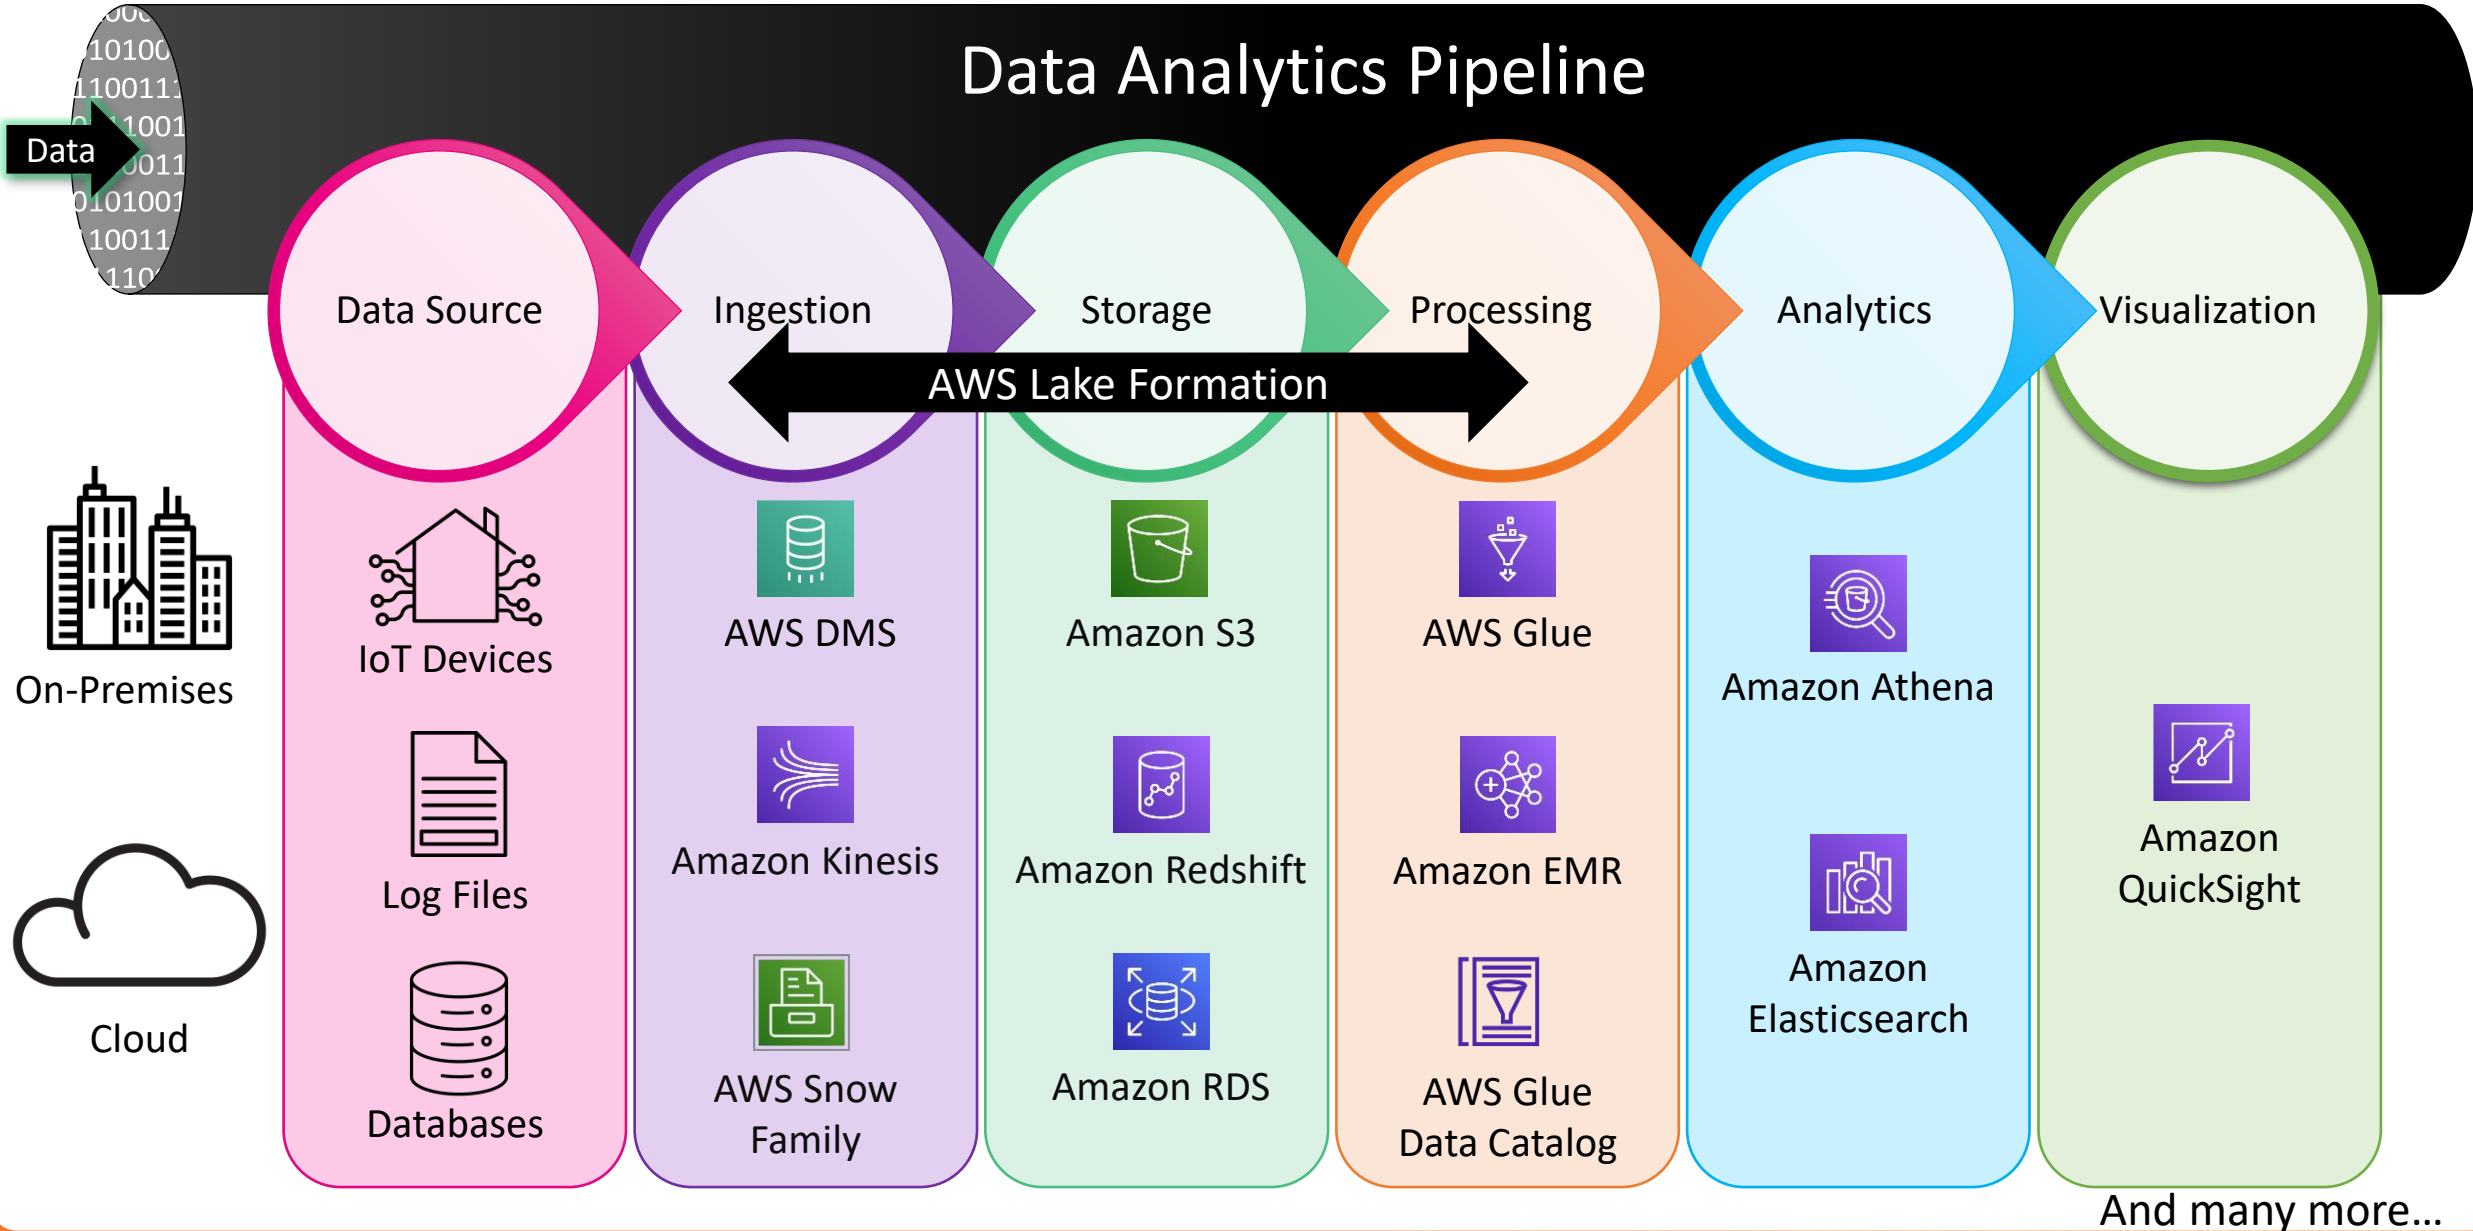 Data Analytics Pipeline
Data
Data Source
Ingestion
Storage
Processing
Analytics
Visualization
AWS Lake Formation
On-Premises
Cloud
IoT Devices
Log Files
Databases
AWS DMS
Amazon Kinesis
AWS Snow
Family
Amazon S3
Amazon Redshift
Amazon RDS
AWS Glue
Amazon EMR
AWS Glue
Data Catalog
Amazon Athena
Amazon
Elasticsearch
Amazon
QuickSight
And many more...